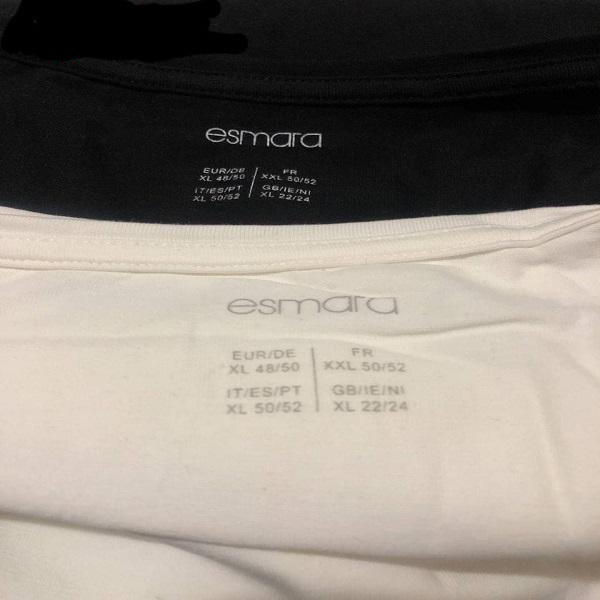 esmara
EUR/DE FR
XL 48/50 XXL 50/52
IT/ES/PT GB/IE/NI
XL 50/52 XL 22/24
esmara
EUR/DE FR
XL 48/50 XXL 50/52
IT/ES/PT GB/IE/NI
XL 50/52 XL 22/24